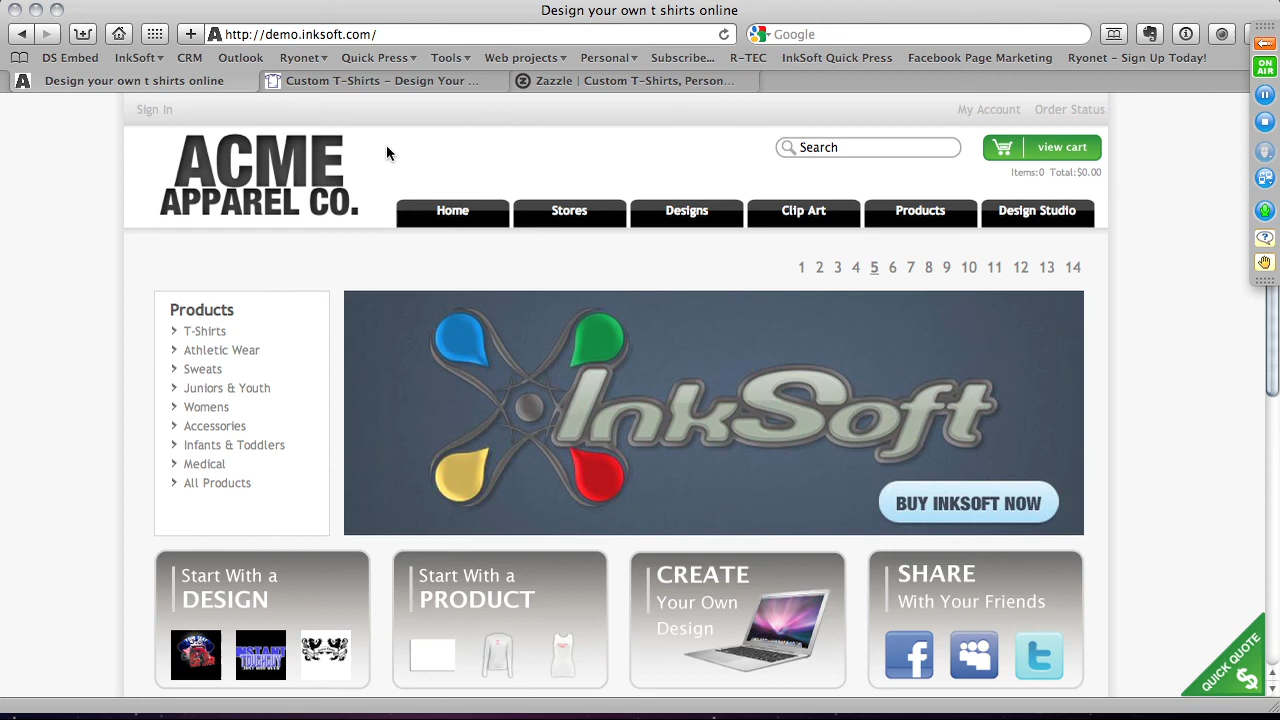 Design your own t shirts online
http://demo.inksoft.com/
Google
DS Embed InkSoft CRM Outlook Ryonet Quick Press Tools Web projects Personal Subscribe... R-TEC InkSoft Quick Press Facebook Page Marketing Ryonet – Sign Up Today!
Design your own t shirts online
Custom T-Shirts – Design Your ...
Zazzle | Custom T-Shirts, Person...
ON AIR
Sign In
My Account Order Status
ACME
APPAREL CO.
Search
view cart
Items:0 Total:$0.00
Home Stores Designs Clip Art Products Design Studio
1 2 3 4 5 6 7 8 9 10 11 12 13 14
Products
T-Shirts
Athletic Wear
Sweats
Juniors & Youth
Womens
Accessories
Infants & Toddlers
Medical
All Products
InkSoft
BUY INKSOFT NOW
Start With a
DESIGN
Start With a
PRODUCT
CREATE
Your Own
Design
SHARE
With Your Friends
QUICK QUOTE